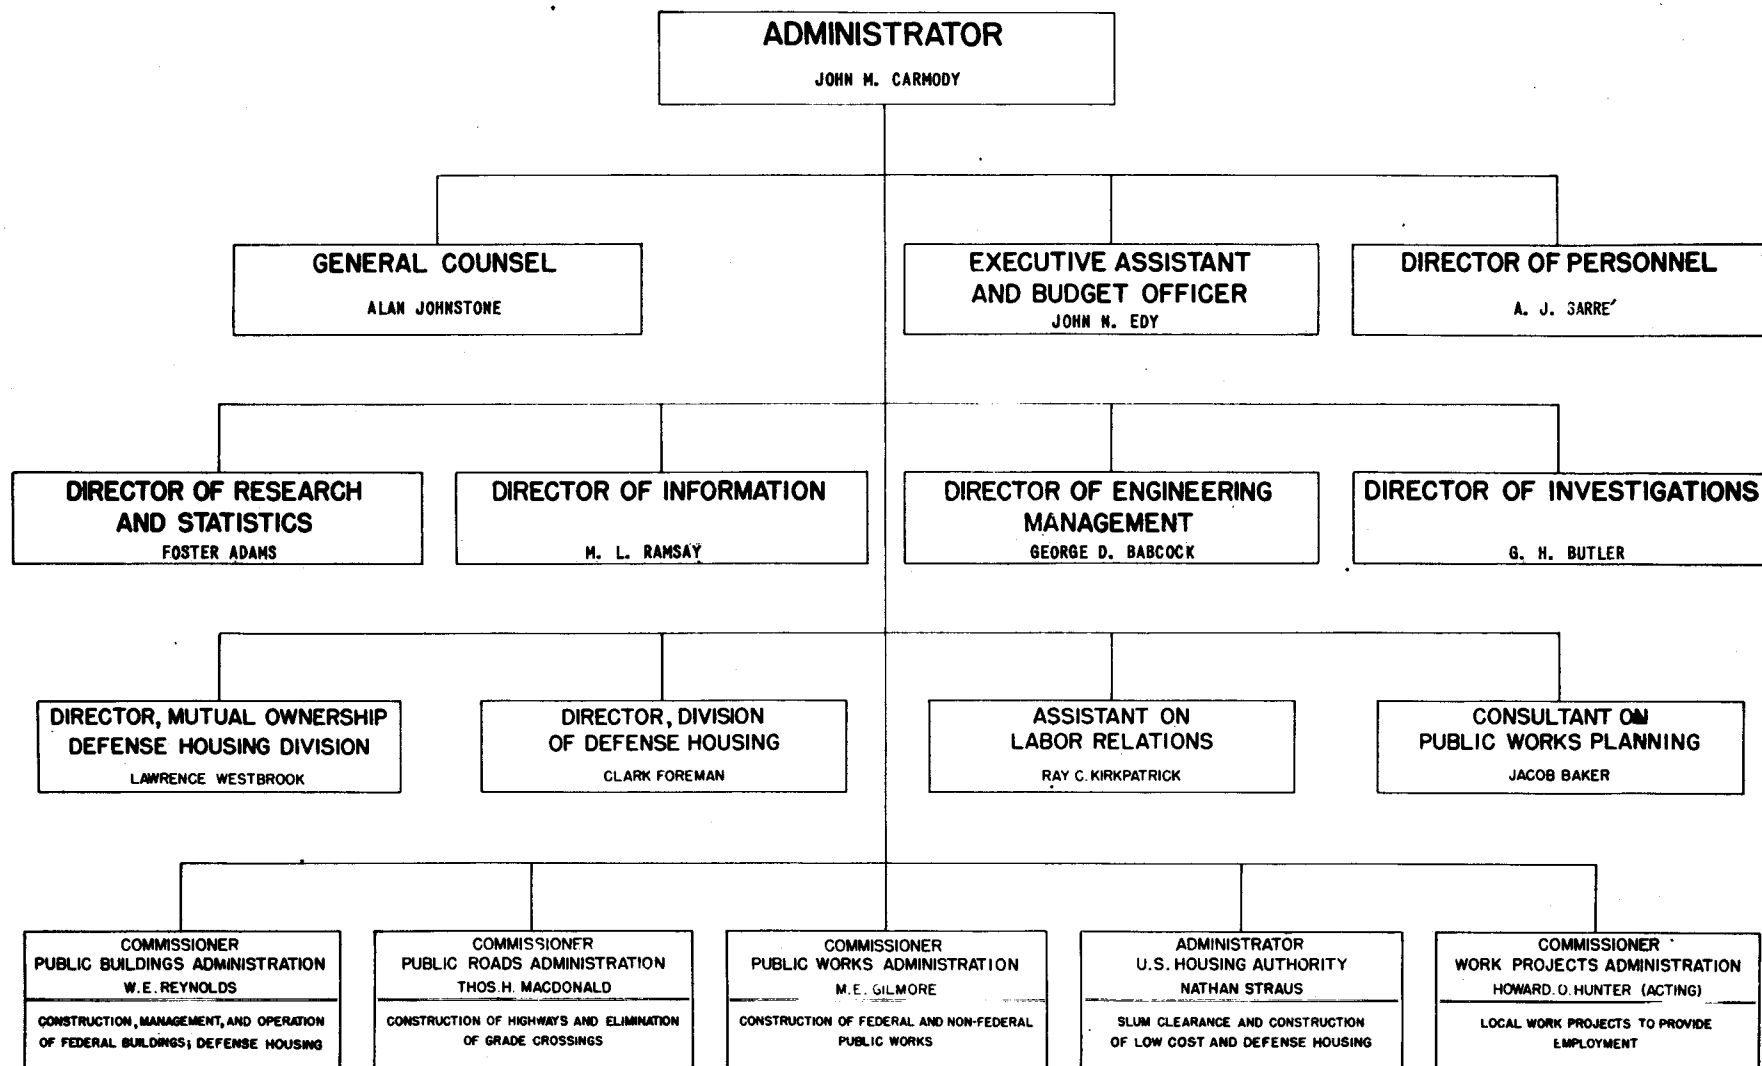 ADMINISTRATOR
JOHN M. CARMODY
GENERAL COUNSEL
ALAN JOHNSTONE
EXECUTIVE ASSISTANT
AND BUDGET OFFICER
JOHN N. EDY
DIRECTOR OF PERSONNEL
A. J. SARRE´
DIRECTOR OF RESEARCH
AND STATISTICS
FOSTER ADAMS
DIRECTOR OF INFORMATION
M. L. RAMSAY
DIRECTOR OF ENGINEERING
MANAGEMENT
GEORGE D. BABCOCK
DIRECTOR OF INVESTIGATIONS
G. H. BUTLER
DIRECTOR, MUTUAL OWNERSHIP
DEFENSE HOUSING DIVISION
LAWRENCE WESTBROOK
DIRECTOR, DIVISION
OF DEFENSE HOUSING
CLARK FOREMAN
ASSISTANT ON
LABOR RELATIONS
RAY C. KIRKPATRICK
CONSULTANT ON
PUBLIC WORKS PLANNING
JACOB BAKER
COMMISSIONER
PUBLIC BUILDINGS ADMINISTRATION
W.E. REYNOLDS
CONSTRUCTION, MANAGEMENT, AND OPERATION
OF FEDERAL BUILDINGS; DEFENSE HOUSING
COMMISSIONER
PUBLIC ROADS ADMINISTRATION
THOS. H. MACDONALD
CONSTRUCTION OF HIGHWAYS AND ELIMINATION
OF GRADE CROSSINGS
COMMISSIONER
PUBLIC WORKS ADMINISTRATION
M.E. GILMORE
CONSTRUCTION OF FEDERAL AND NON-FEDERAL
PUBLIC WORKS
ADMINISTRATOR
U.S. HOUSING AUTHORITY
NATHAN STRAUS
SLUM CLEARANCE AND CONSTRUCTION
OF LOW COST AND DEFENSE HOUSING
COMMISSIONER
WORK PROJECTS ADMINISTRATION
HOWARD. O. HUNTER (ACTING)
LOCAL WORK PROJECTS TO PROVIDE
EMPLOYMENT